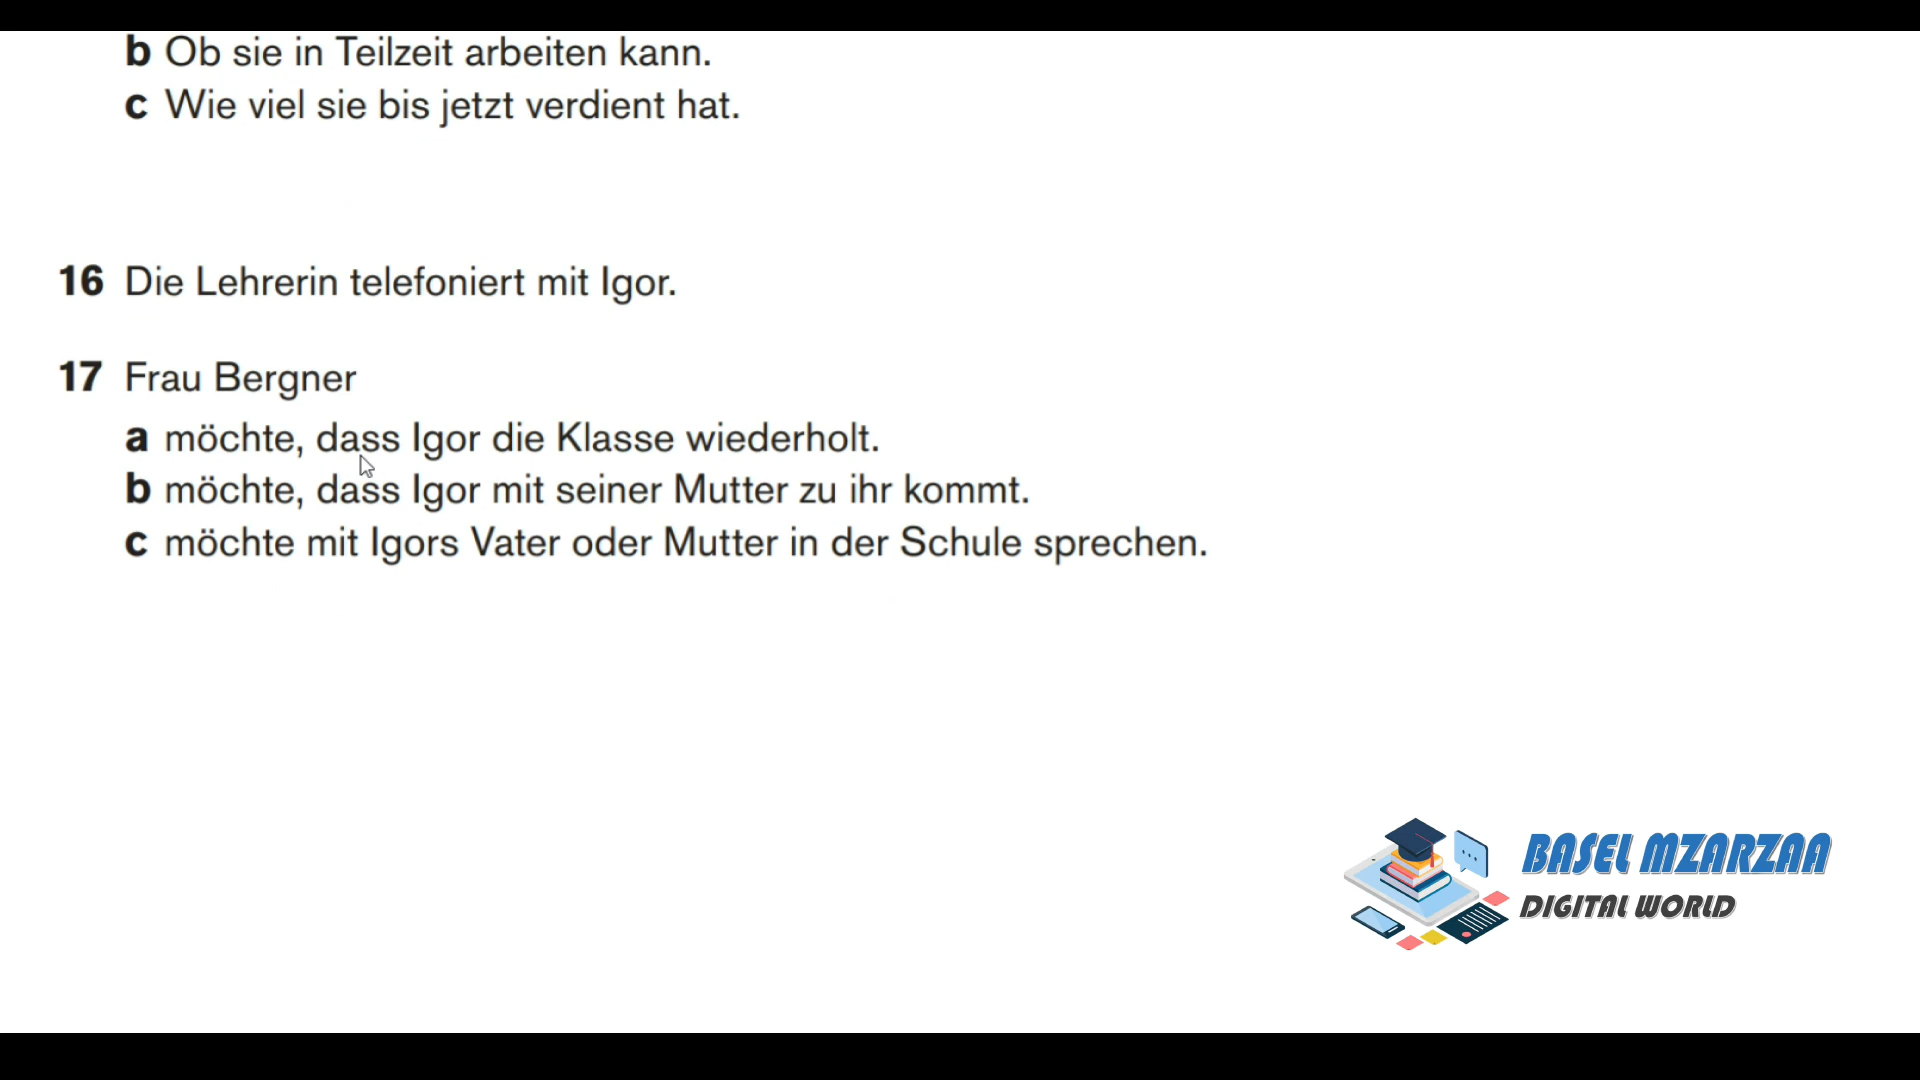 b Ob sie in Teilzeit arbeiten kann.
c Wie viel sie bis jetzt verdient hat.
16 Die Lehrerin telefoniert mit Igor.
17 Frau Bergner
a möchte, dass Igor die Klasse wiederholt.
b möchte, dass Igor mit seiner Mutter zu ihr kommt.
c möchte mit Igors Vater oder Mutter in der Schule sprechen.
BASEL MZARZAA
DIGITAL WORLD